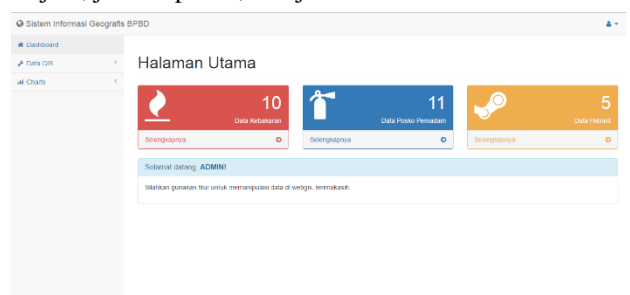 Sistem Informasi Geografis BPBD
Dashboard
Data GIS
Charts
Halaman Utama
10
Data Kebakaran
Selengkapnya
11
Data Posko Pemadam
Selengkapnya
5
Data Hidrant
Selengkapnya
Selamat datang, ADMIN!
Silahkan gunakan fitur untuk memanipulasi data di webgis, terimakasih.